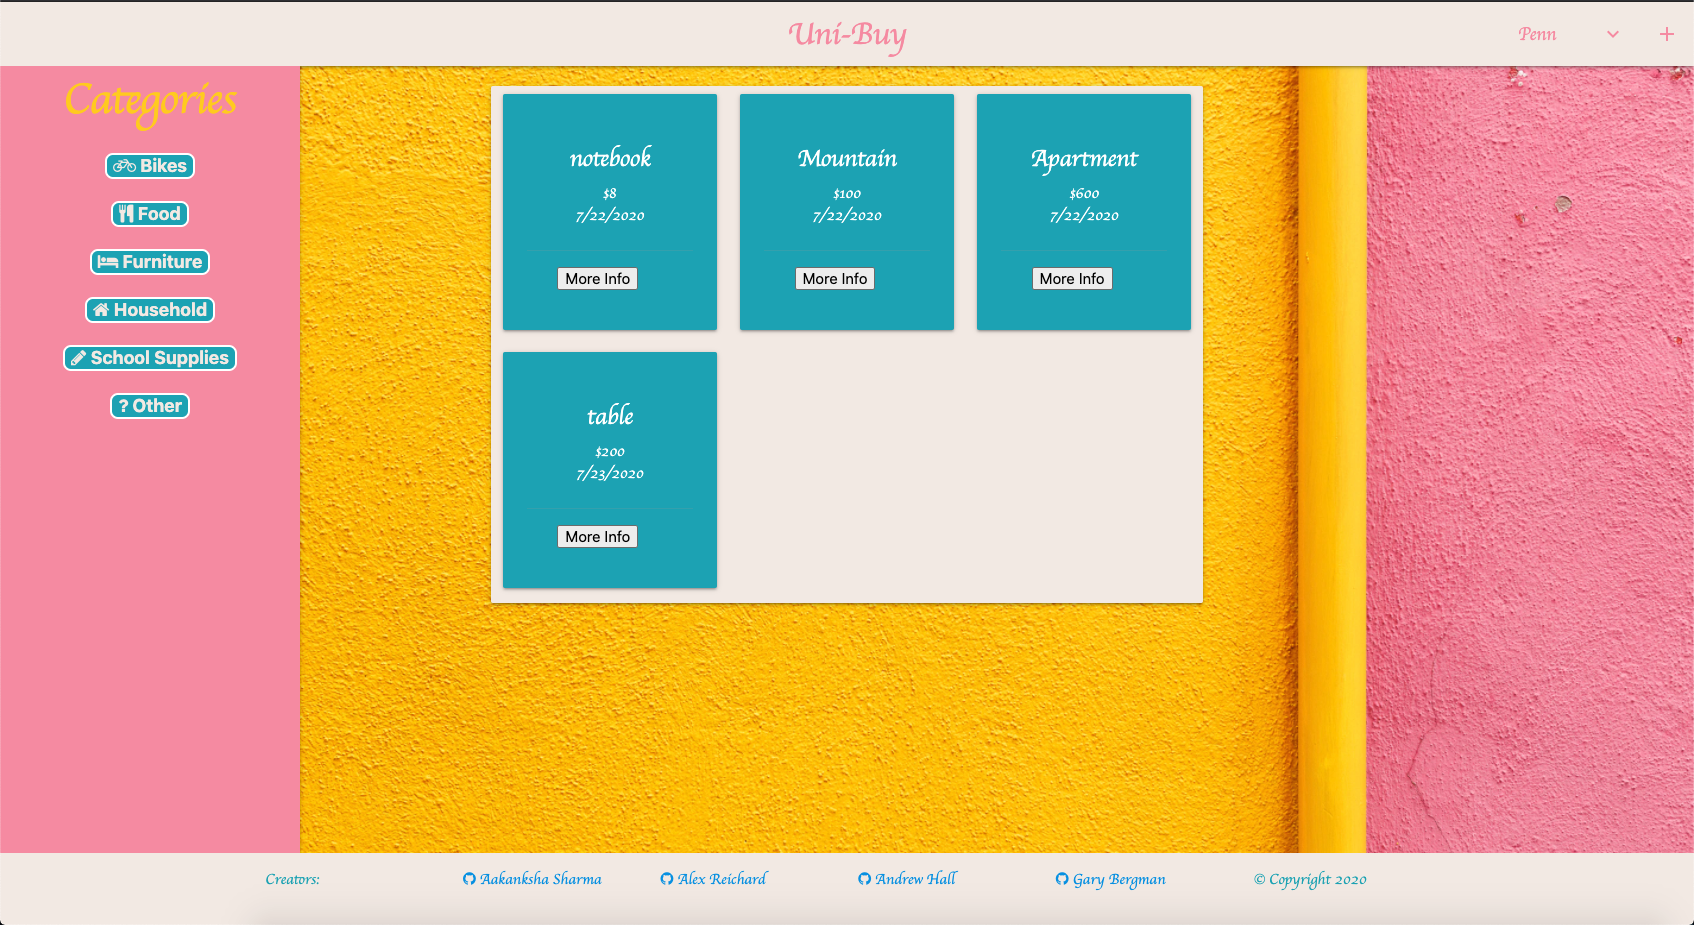 Uni-Buy
Penn
Categories
Bikes
Food
Furniture
Household
School Supplies
? Other
notebook
$8
7/22/2020
More Info
Mountain
$100
7/22/2020
More Info
Apartment
$600
7/22/2020
More Info
table
$200
7/23/2020
More Info
Creators:
Aakanksha Sharma
Alex Reichard
Andrew Hall
Gary Bergman
© Copyright 2020